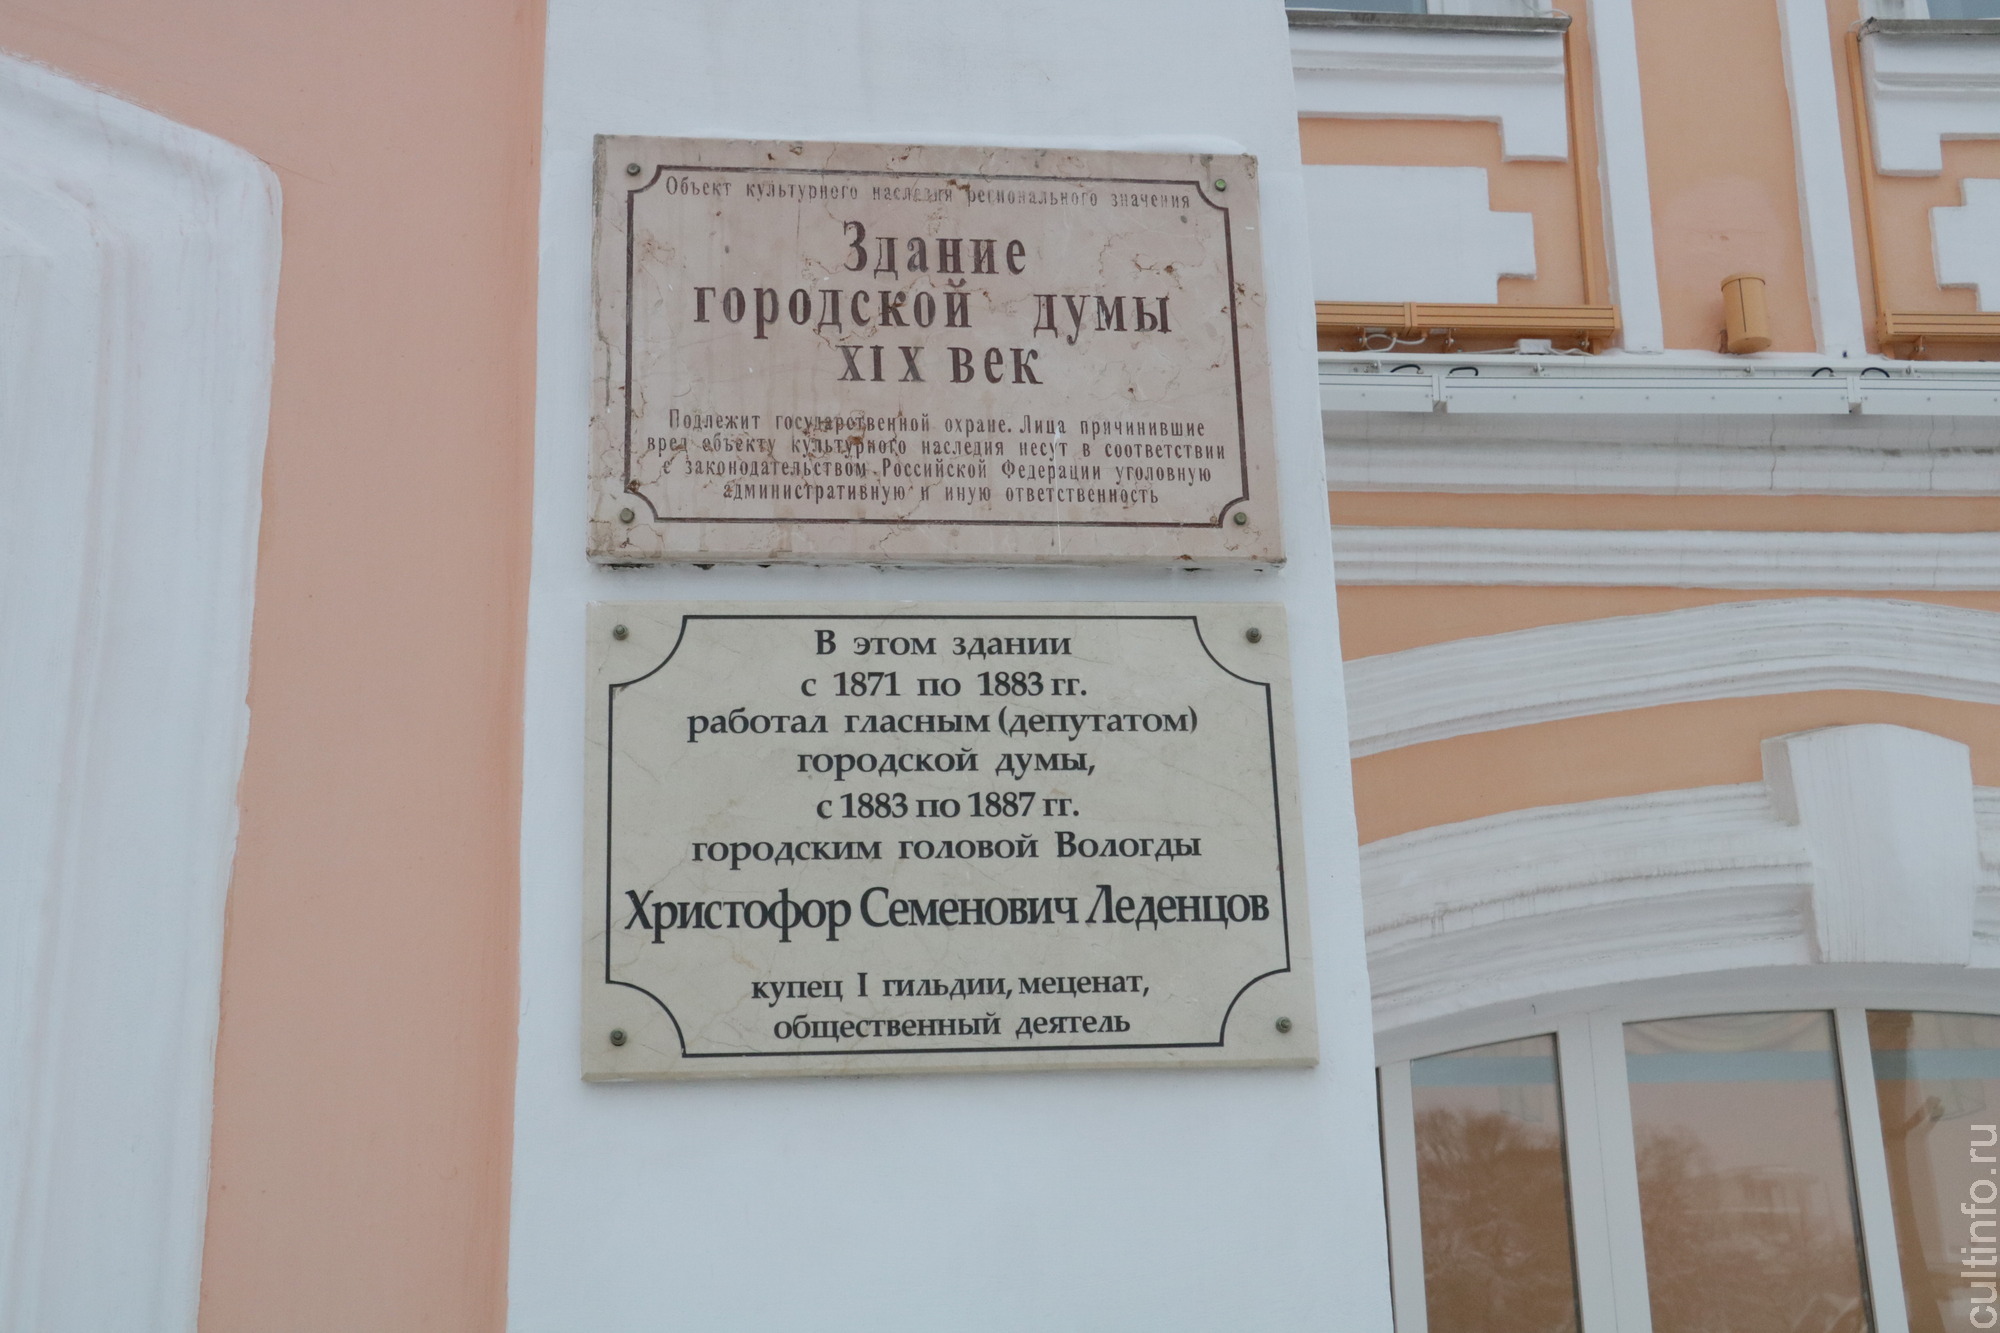 Объект культурного наследия регионального значения
Здание
городской думы
XIX век
Подлежит государственной охране. Лица причинившие
вред объекту культурного наследия несут в соответствии
с законодательством Российской Федерации уголовную
административную и иную ответственность
В этом здании
с 1871 по 1883 гг.
работал гласным (депутатом)
городской думы,
с 1883 по 1887 гг.
городским головой Вологды
Христофор Семенович Леденцов
купец I гильдии, меценат,
общественный деятель
cultinfo.ru